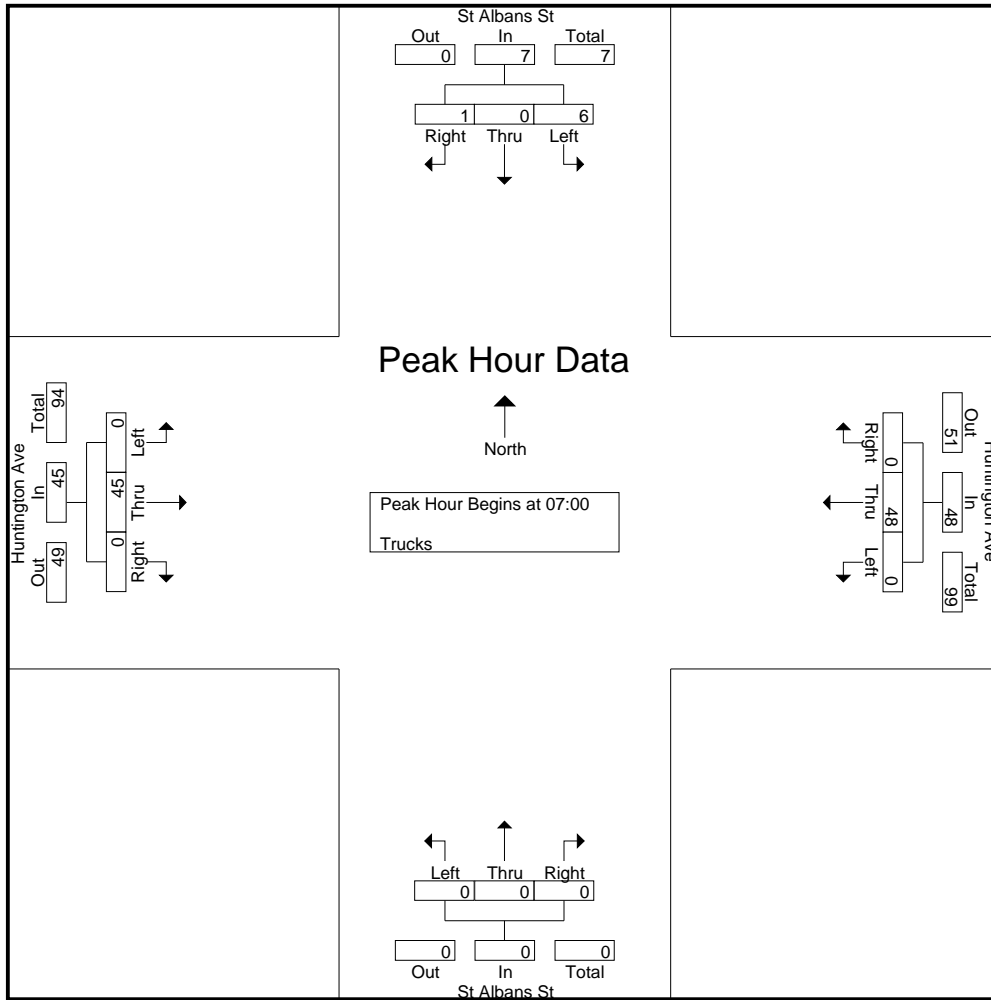 St Albans St
Out In Total
0 7 7
1 0 6
Right Thru Left
Peak Hour Data
North
Peak Hour Begins at 07:00
Trucks
Huntington Ave
Out In Total
49 45 94
0 45 0
Right Thru Left
Huntington Ave
Out In Total
51 48 99
0 48 0
Right Thru Left
Left Thru Right
0 0 0
0 0 0
Out In Total
St Albans St